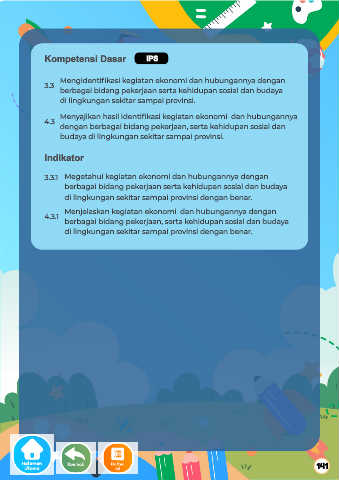 Kompetensi Dasar IPS
3.3 Mengidentifikasi kegiatan ekonomi dan hubungannya dengan
berbagai bidang pekerjaan serta kehidupan sosial dan budaya
di lingkungan sekitar sampai provinsi.
4.3 Menyajikan hasil identifikasi kegiatan ekonomi dan hubungannya
dengan berbagai bidang pekerjaan, serta kehidupan sosial dan
budaya di lingkungan sekitar sampai provinsi.
Indikator
3.3.1 Megetahui kegiatan ekonomi dan hubungannya dengan
berbagai bidang pekerjaan serta kehidupan sosial dan budaya
di lingkungan sekitar sampai provinsi dengan benar.
4.3.1 Menjelaskan kegiatan ekonomi dan hubungannya dengan
berbagai bidang pekerjaan, serta kehidupan sosial dan budaya
di lingkungan sekitar sampai provinsi dengan benar.
Halaman
Utama
141